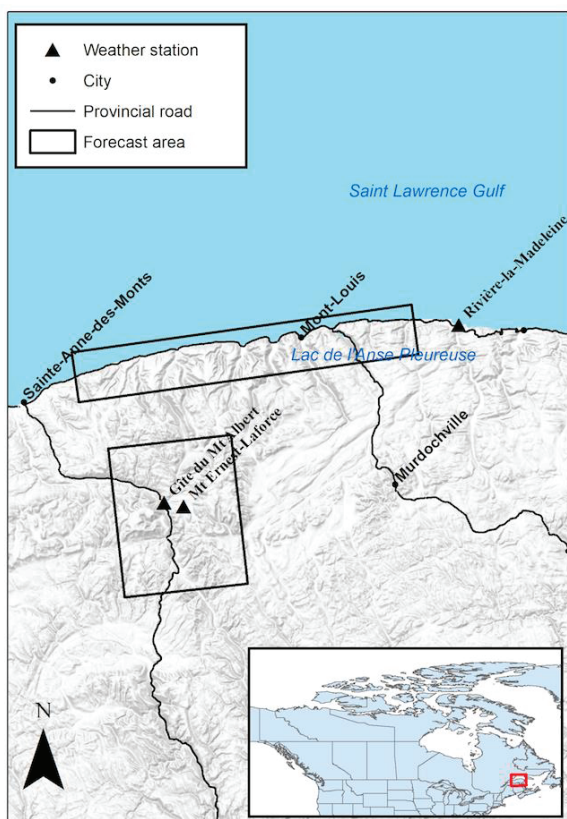 Weather station
City
Provincial road
Forecast area
Saint Lawrence Gulf
Sainte-Anne-des-Monts
Mont-Louis
Rivière-la-Madeleine
Lac de l'Anse Pleureuse
Gîte du Mt Albert
Mt Ernest-Laforce
Murdochville
N